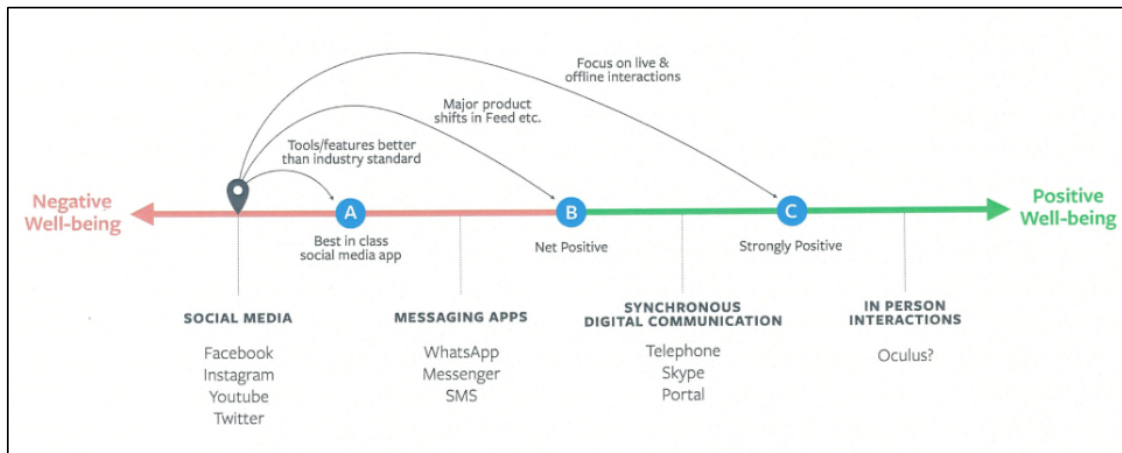 Focus on live &
offline interactions
Major product
shifts in Feed etc.
Tools/features better
than industry standard
Negative
Well-being
A
B
C
Positive
Well-being
Best in class
social media app
Net Positive
Strongly Positive
SOCIAL MEDIA
Facebook
Instagram
Youtube
Twitter
MESSAGING APPS
WhatsApp
Messenger
SMS
SYNCHRONOUS
DIGITAL COMMUNICATION
Telephone
Skype
Portal
IN PERSON
INTERACTIONS
Oculus?